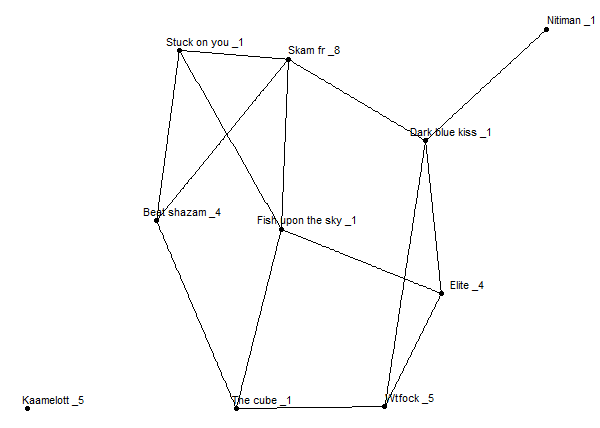 Nitiman _1
Stuck on you _1
Skam fr _8
Dark blue kiss _1
Beat shazam _4
Fish upon the sky _1
Elite _4
Kaamelott _5
The cube _1
Wtfock _5